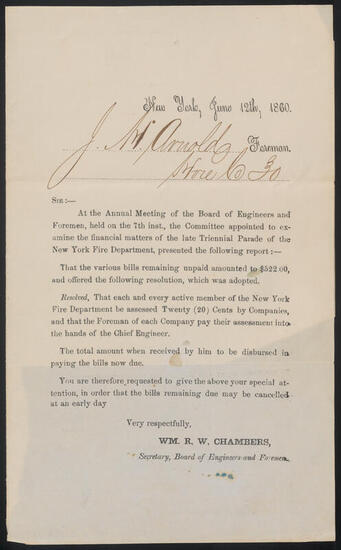 New York, June 12th, 1860.
J. W. Arnold Foreman.
Hose Co 30
Sir:—
At the Annual Meeting of the Board of Engineers and
Foremen, held on the 7th inst., the Committee appointed to ex-
amine the financial matters of the late Triennial Parade of the
New York Fire Department, presented the following report:—
That the various bills remaining unpaid amounted to $522.00,
and offered the following resolution, which was adopted.
Resolved, That each and every active member of the New York
Fire Department be assessed Twenty (20) Cents by Companies,
and that the Foreman of each Company pay their assessment into
the hands of the Chief Engineer.
The total amount when received by him to be disbursed in
paying the bills now due.
You are therefore requested to give the above your special at-
tention, in order that the bills remaining due may be cancelled
at an early day
Very respectfully,
WM. R. W. CHAMBERS,
Secretary, Board of Engineers and Foremen.